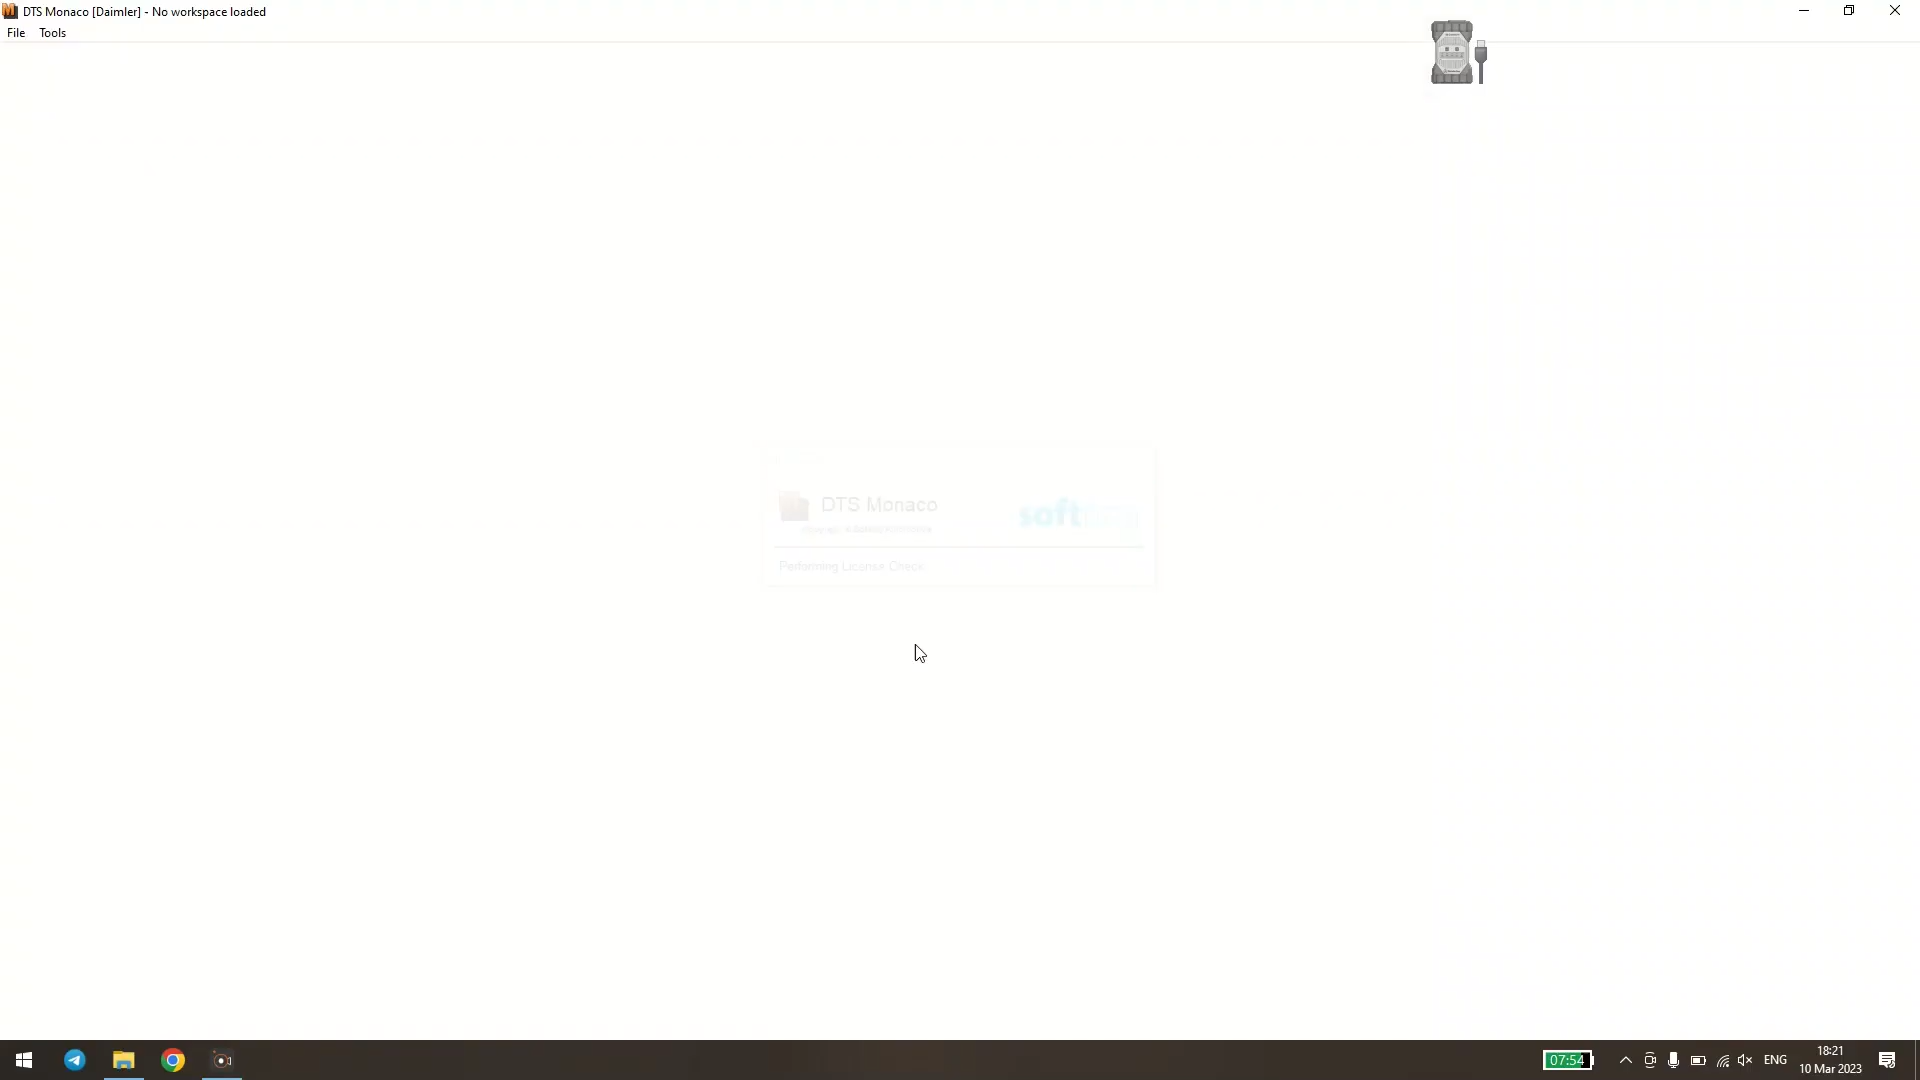 DTS Monaco [Daimler] - No workspace loaded
File Tools
DTS Monaco
soft
Performing License Check
07:54
ENG
18:21
10 Mar 2023